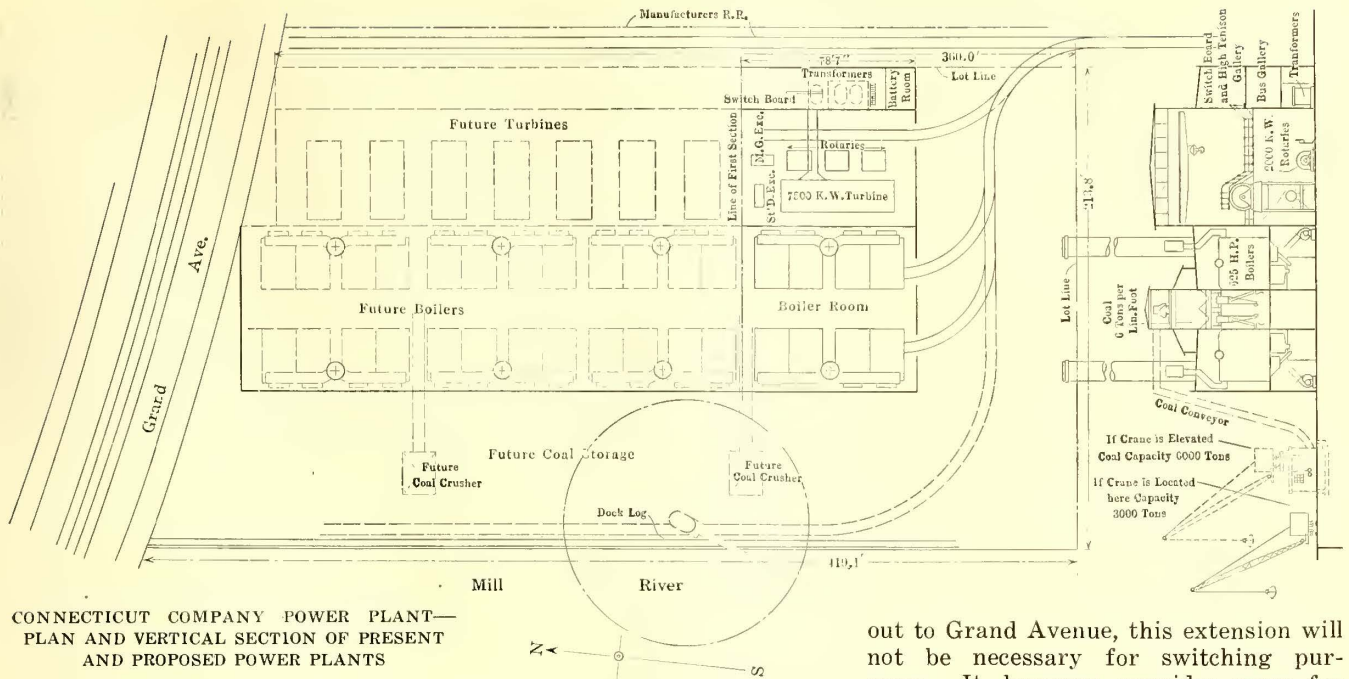 Manufacturers R.R.
78'7"
360.0'
Transformers
Lot Line
Switch Board
Battery
Room
Future Turbines
Line of First Section
M.G. Exc.
Rotaries
St'D. Exc.
7500 K.W. Turbine
213.8'
Grand Ave.
Future Boilers
Boiler Room
Future Coal Storage
Future
Coal Crusher
Future
Coal Crusher
Dock Log
419.1'
Mill River
N
S
Switch Board
and High Tenison
Gallery
Bus Gallery
Tranformers
2000 K.W.
Rotaries
525 H.P.
Boilers
Lot Line
Coal
6 Tons per
Lin. Foot
Coal Conveyor
If Crane is Elevated
Coal Capacity 6000 Tons
If Crane is Located
here Capacity
3000 Tons
CONNECTICUT COMPANY POWER PLANT—
PLAN AND VERTICAL SECTION OF PRESENT
AND PROPOSED POWER PLANTS
out to Grand Avenue, this extension will
not be necessary for switching pur-